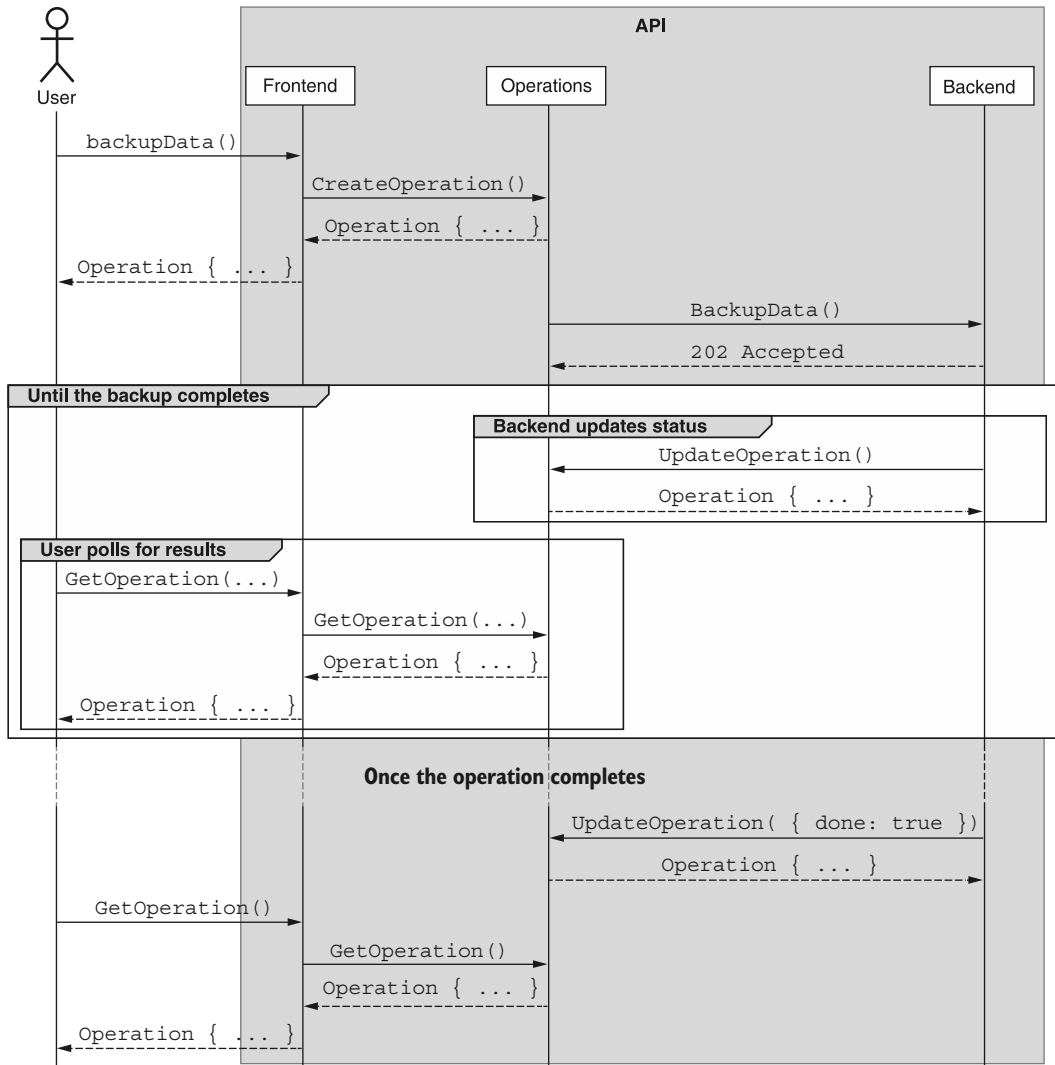 API
User
Frontend
Operations
Backend
backupData()
CreateOperation()
Operation { ... }
Operation { ... }
BackupData()
202 Accepted
Until the backup completes
Backend updates status
UpdateOperation()
Operation { ... }
User polls for results
GetOperation(...)
GetOperation(...)
Operation { ... }
Operation { ... }
Once the operation completes
UpdateOperation( { done: true })
Operation { ... }
GetOperation()
GetOperation()
Operation { ... }
Operation { ... }